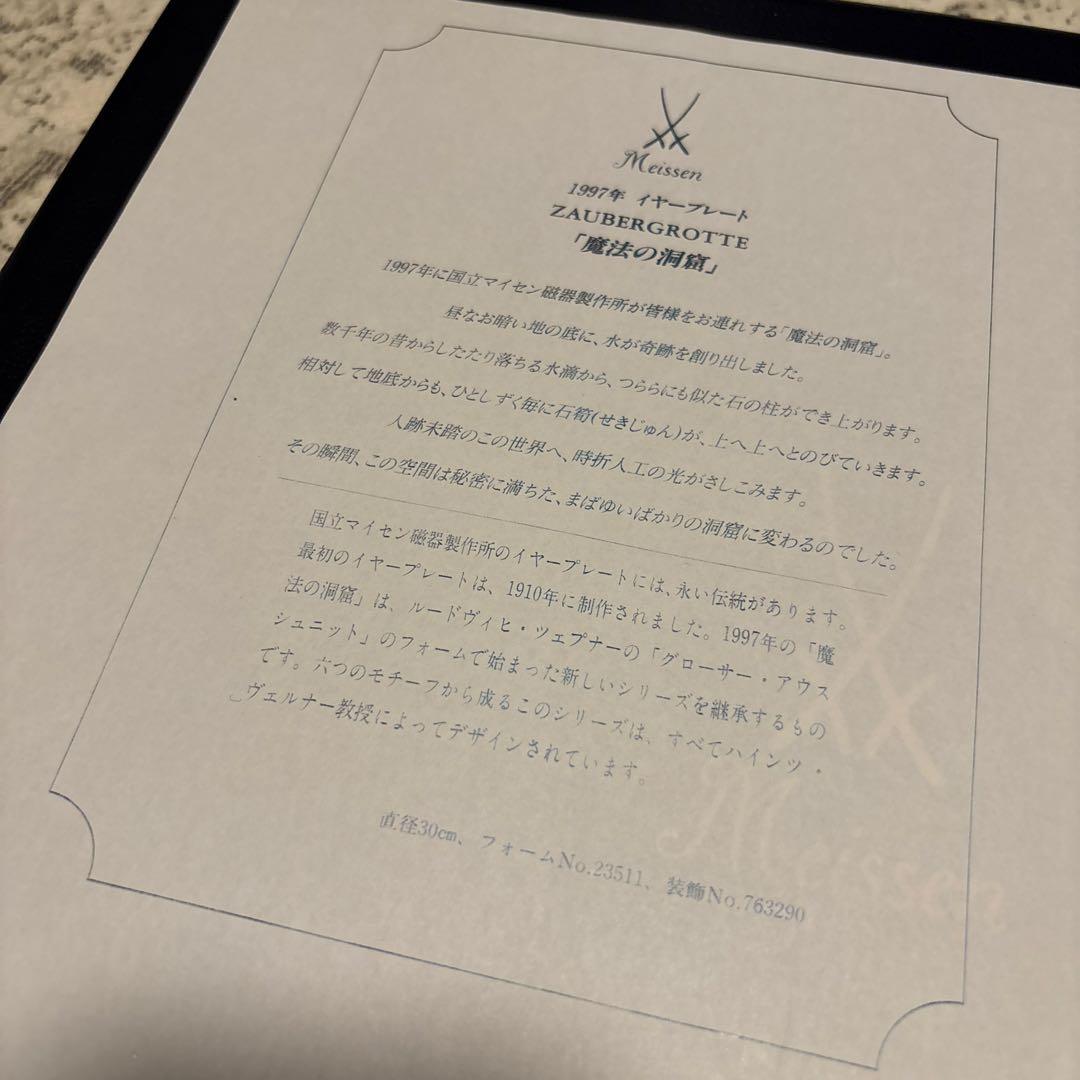 Meissen
1997年 イヤープレート
ZAUBERGROTTE
「魔法の洞窟」
1997年に国立マイセン磁器製作所が皆様をお連れする「魔法の洞窟」。
昼なお暗い地の底に、水が奇跡を創り出しました。
数千年の昔からしたたり落ちる水滴から、つららにも似た石の柱ができ上がります。
相対して地底からも、ひとしずく毎に石筍(せきじゅん)が、上へ上へとのびていきます。
人跡未踏のこの世界へ、時折人工の光がさしこみます。
その瞬間、この空間は秘密に満ちた、まばゆいばかりの洞窟に変わるのでした。
国立マイセン磁器製作所のイヤープレートには、永い伝統があります。
最初のイヤープレートは、1910年に制作されました。1997年の「魔
法の洞窟」は、ルードヴィヒ・ツェプナーの「グローサー・アウス
シュニット」のフォームで始まった新しいシリーズを継承するもの
です。六つのモチーフから成るこのシリーズは、すべてハインツ・
ヴェルナー教授によってデザインされています。
直径30cm、フォームNo.23511、装飾No.763290